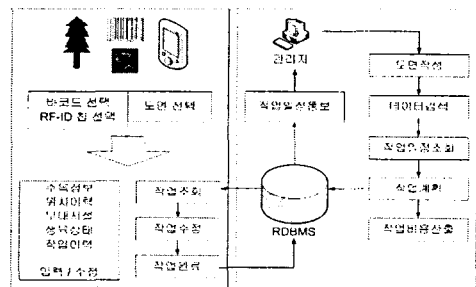 관리자
바코드 선택
RF-ID 칩 선택
도면 선택
작업일정통보
도면작성
데이터검색
작업요청조회
작업계획
작업비용산출
RDBMS
수목정보
위치이력
부대시설
생육상태
작업이력
입력 / 수정
작업조회
작업수정
작업완료